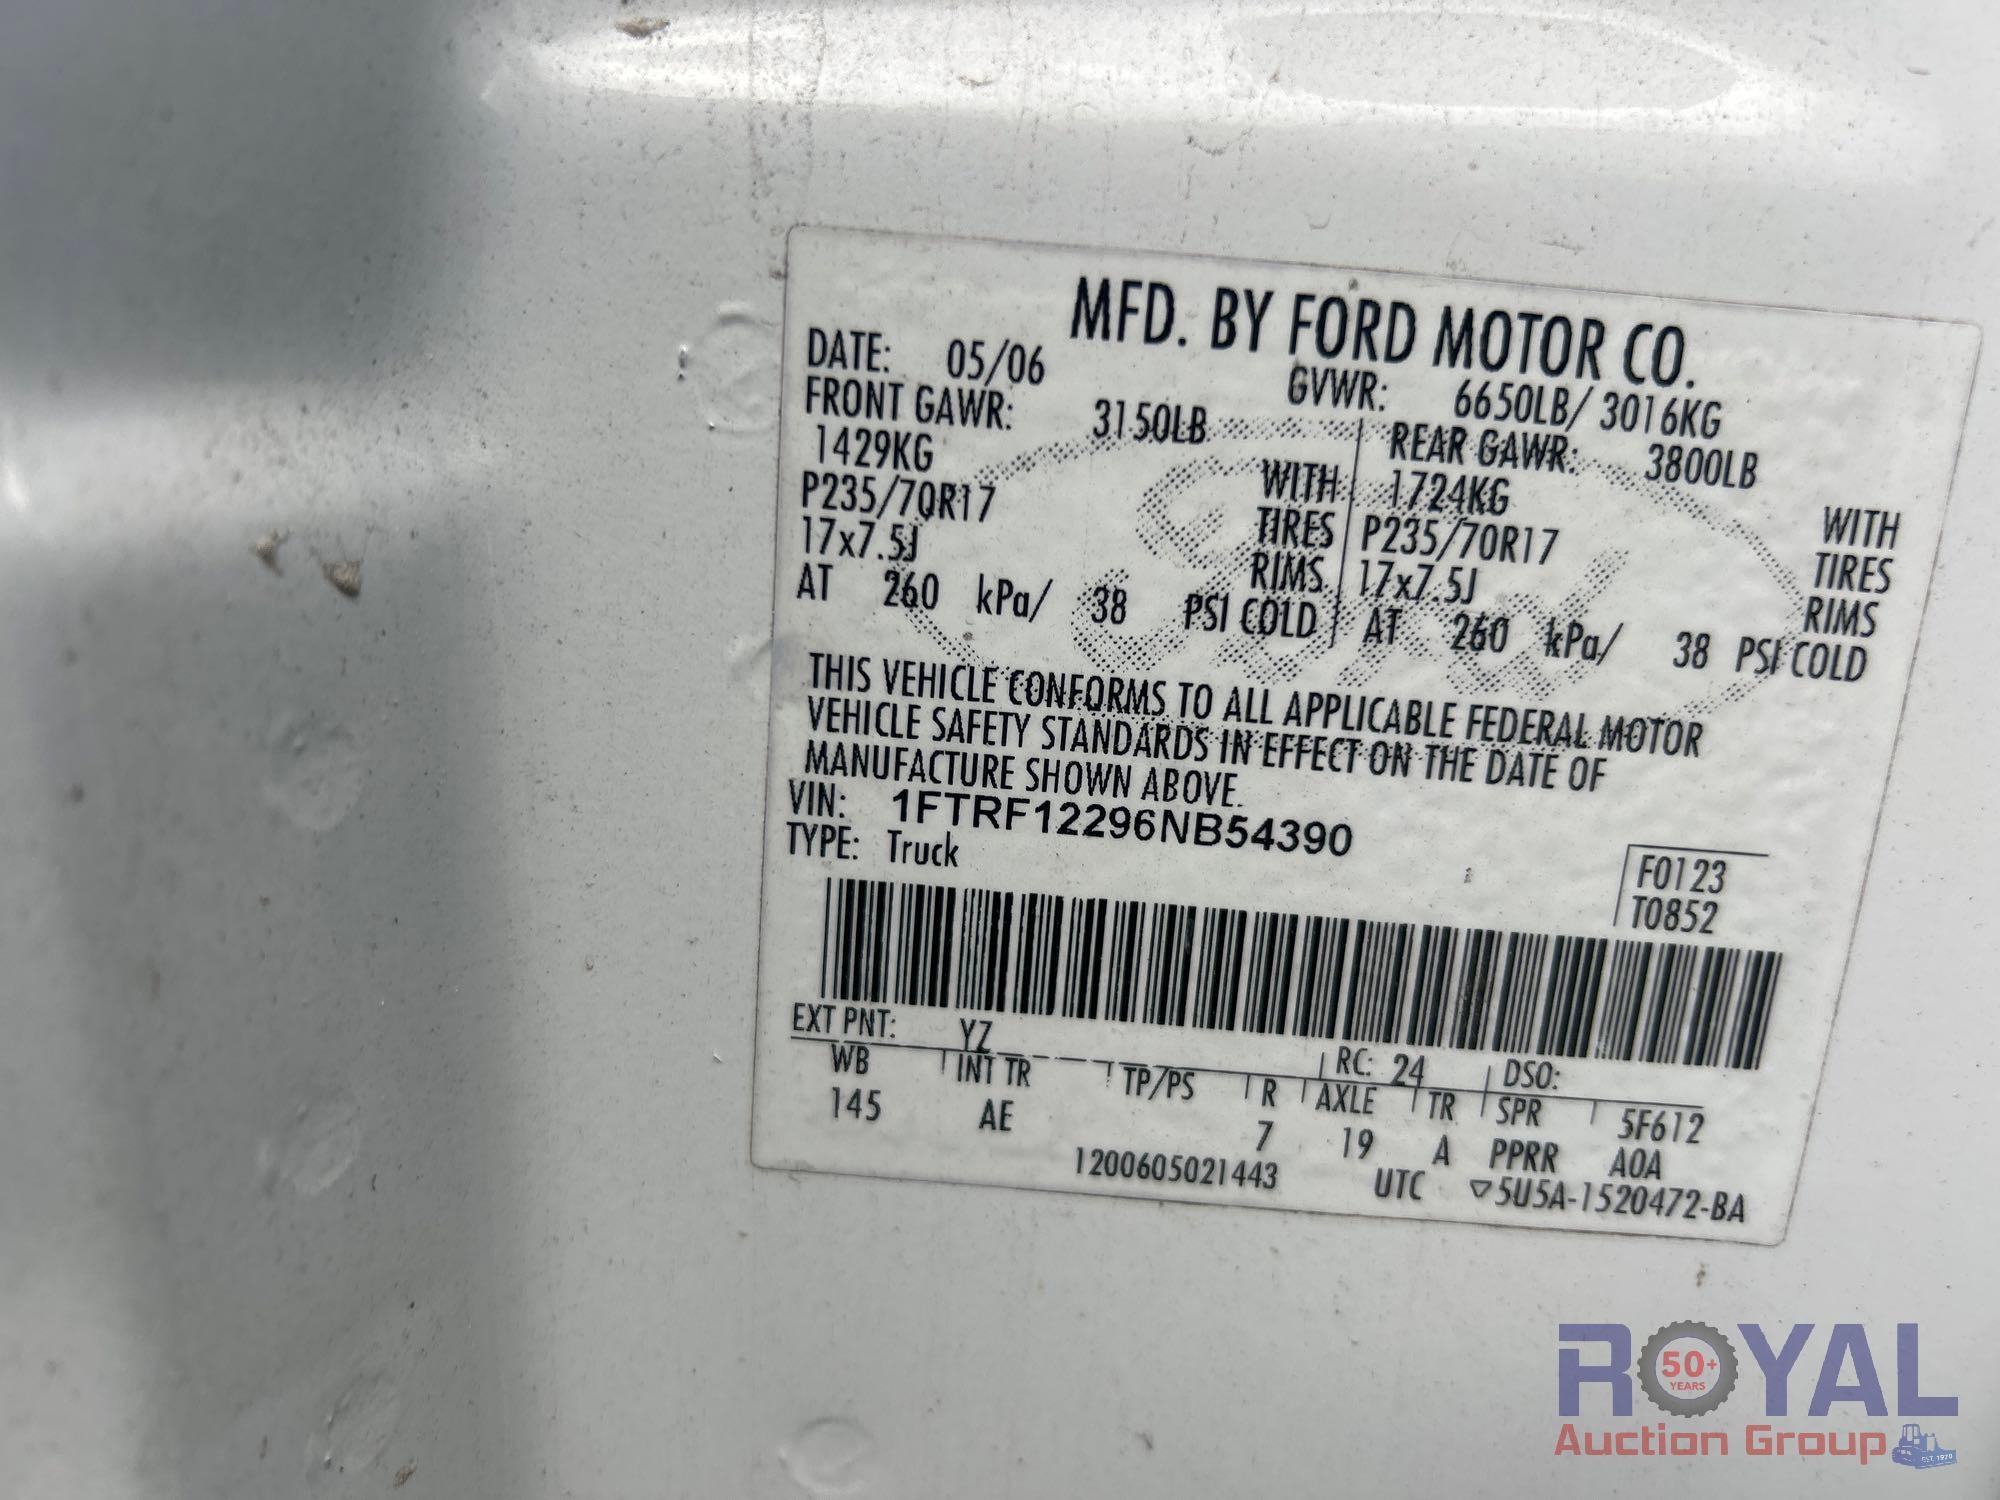 MFD. BY FORD MOTOR CO.
DATE: 05/06 GVWR: 6650LB/ 3016KG
FRONT GAWR: 3150LB REAR GAWR: 3800LB
1429KG WITH 1724KG WITH
P235/70R17 TIRES P235/70R17 TIRES
17x7.5J RIMS 17x7.5J RIMS
AT 260 kPa/ 38 PSI COLD AT 260 kPa/ 38 PSI COLD
THIS VEHICLE CONFORMS TO ALL APPLICABLE FEDERAL MOTOR
VEHICLE SAFETY STANDARDS IN EFFECT ON THE DATE OF
MANUFACTURE SHOWN ABOVE.
VIN: 1FTRF12296NB54390
TYPE: Truck
F0123
T0852
EXT PNT: YZ RC: 24 DSO:
WB INT TR TP/PS R AXLE TR SPR 5F612
145 AE 7 19 A PPRR A0A
1200605021443 UTC ▽5U5A-1520472-BA
ROYAL
50+
YEARS
Auction Group
EST. 1970